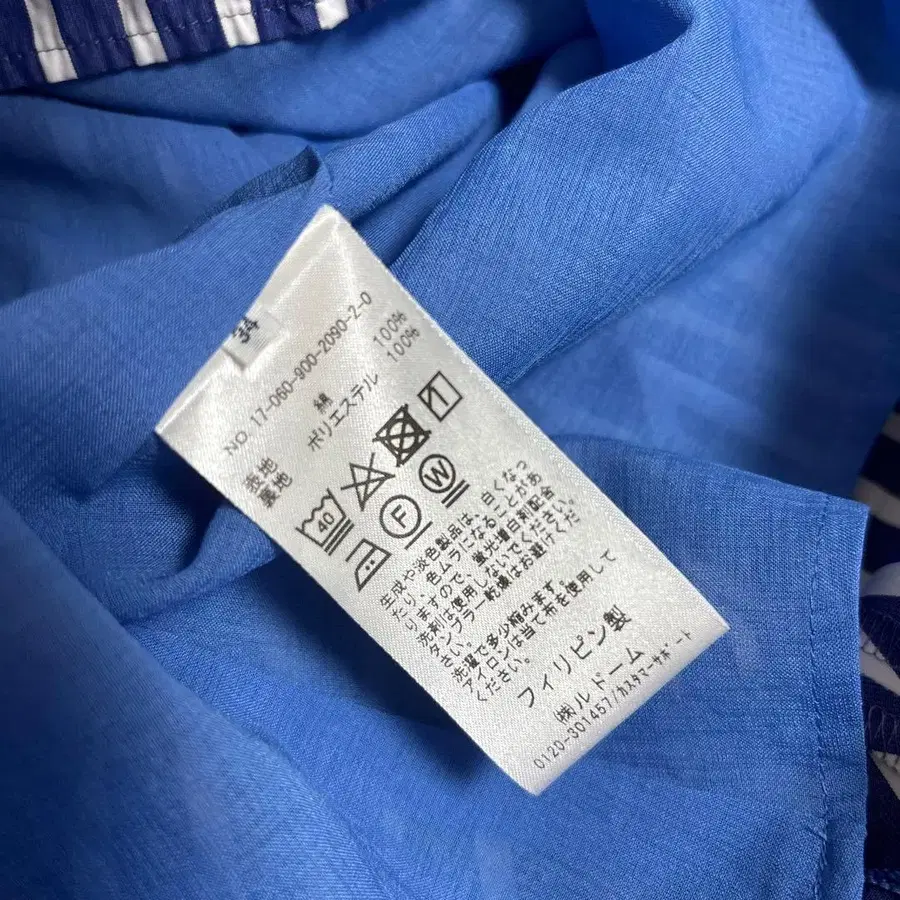 34
NO. 17-060-900-2090-2-0
表地 綿 100%
裏地 ポリエステル 100%
40
F W
生成や淡色製品は、白くなっ
たり・色ムラになることがあ
りますので、蛍光増白剤配合
洗剤は使用しないでください。
タンブラー乾燥はお避けくだ
さい。
洗濯で多少縮みます。
アイロンは当て布を使用して
ください。
フィリピン製
㈱ル ドーム
0120-301457/カスタマーサポート